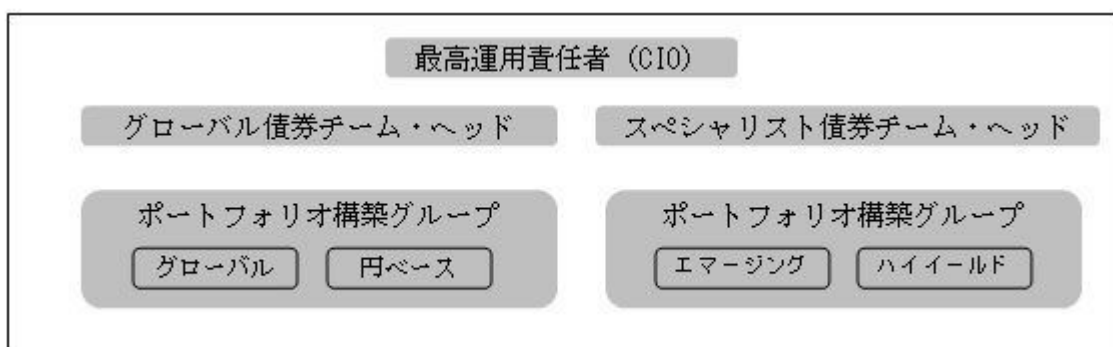 最高運用責任者 (CIO)
グローバル債券チーム・ヘッド
スペシャリスト債券チーム・ヘッド
ポートフォリオ構築グループ
グローバル
円ベース
ポートフォリオ構築グループ
エマージング
ハイイールド